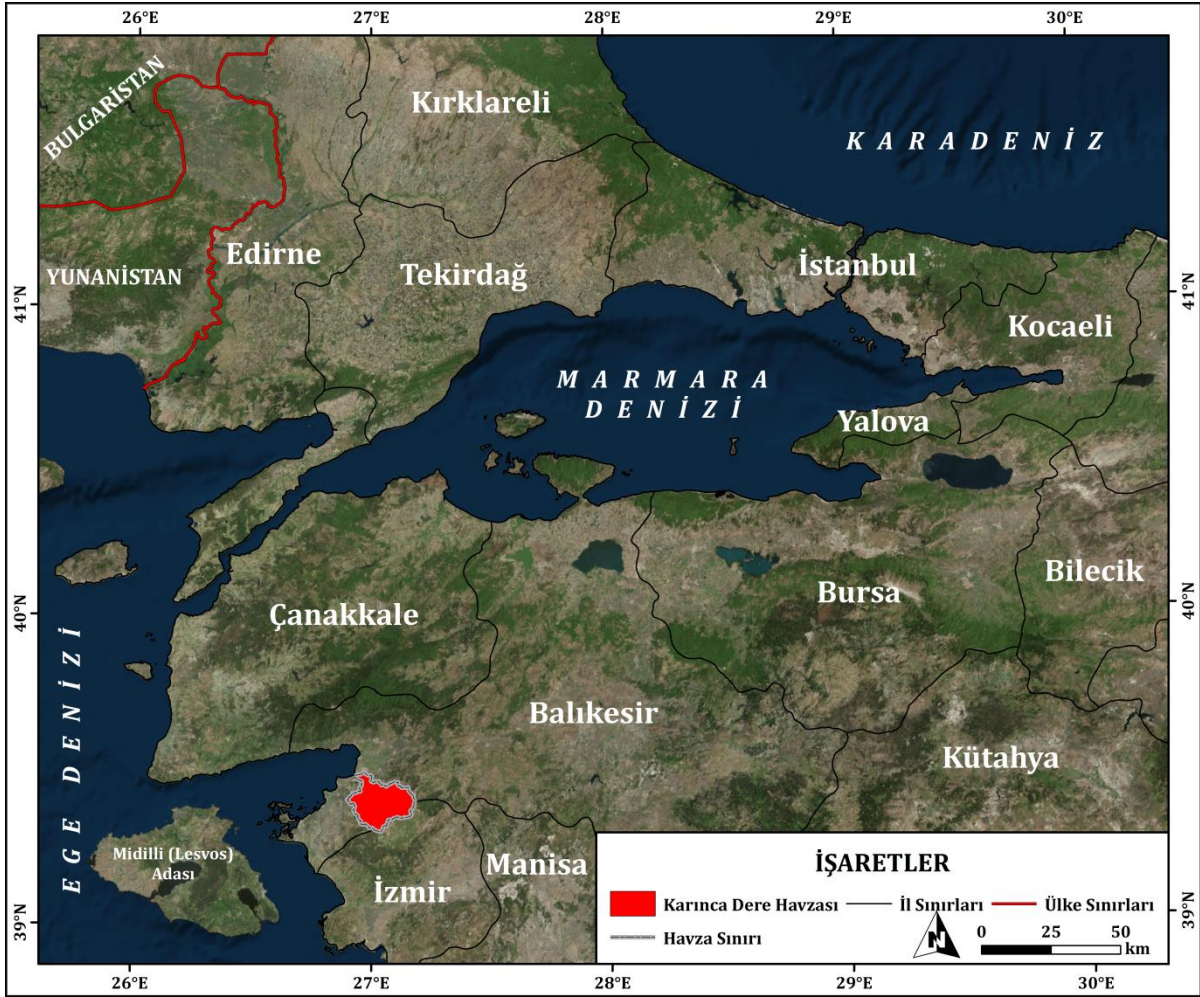 26°E 27°E 28°E 29°E 30°E
BULGARİSTAN
Kırklareli
KARADENİZ
YUNANİSTAN
Edirne
Tekirdağ
İstanbul
41°N
41°N
Kocaeli
MARMARA
DENİZİ
Yalova
Çanakkale
Bursa
Bilecik
40°N
40°N
EGE DENİZİ
Balıkesir
Kütahya
Midilli (Lesvos)
Adası
İzmir
Manisa
39°N
39°N
İŞARETLER
Karınca Dere Havzası
İl Sınırları
Ülke Sınırları
Havza Sınırı
N
0 25 50
km
26°E 27°E 28°E 29°E 30°E